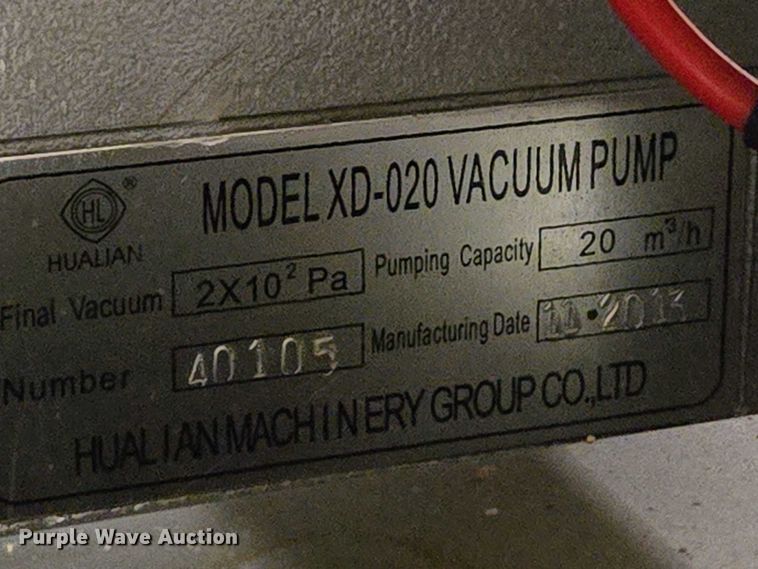 HL ®
HUALIAN
MODEL XD-020 VACUUM PUMP
Final Vacuum 2X10² Pa Pumping Capacity 20 m³/h
Number 40105 Manufacturing Date
HUALIAN MACHINERY GROUP CO.,LTD
Purple Wave Auction